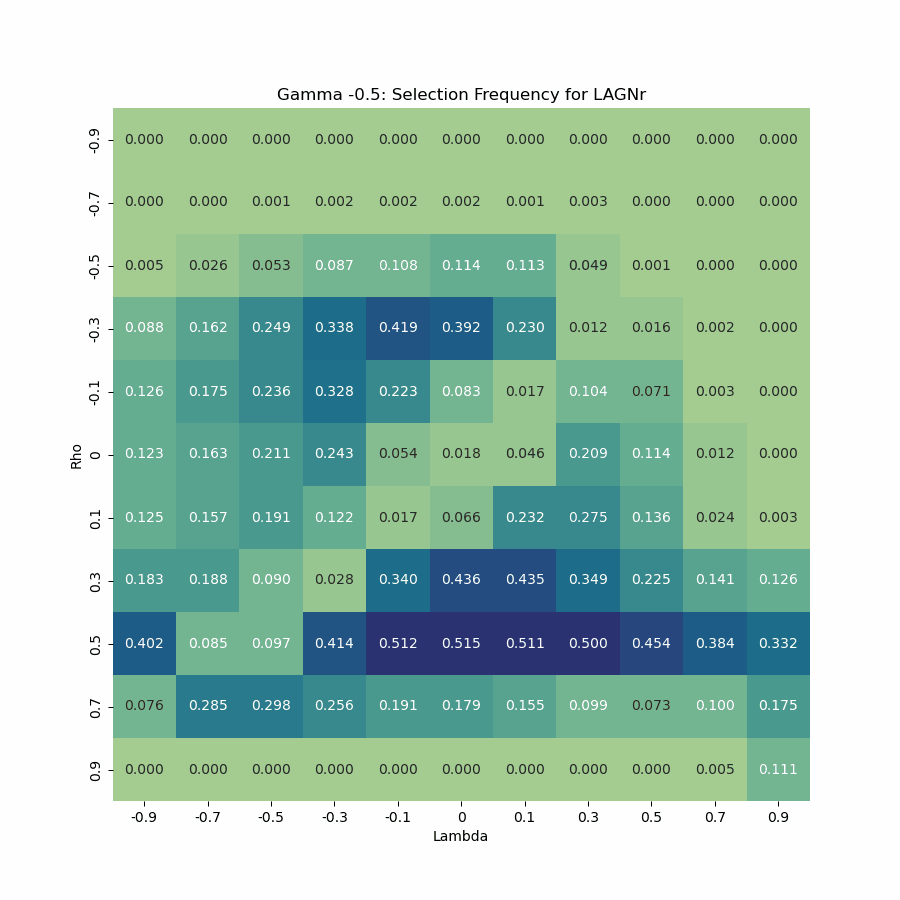 Gamma -0.5: Selection Frequency for LAGNr
-0.9 0.000 0.000 0.000 0.000 0.000 0.000 0.000 0.000 0.000 0.000 0.000
-0.7 0.000 0.000 0.001 0.002 0.002 0.002 0.001 0.003 0.000 0.000 0.000
-0.5 0.005 0.026 0.053 0.087 0.108 0.114 0.113 0.049 0.001 0.000 0.000
-0.3 0.088 0.162 0.249 0.338 0.419 0.392 0.230 0.012 0.016 0.002 0.000
-0.1 0.126 0.175 0.236 0.328 0.223 0.083 0.017 0.104 0.071 0.003 0.000
Rho
0 0.123 0.163 0.211 0.243 0.054 0.018 0.046 0.209 0.114 0.012 0.000
0.1 0.125 0.157 0.191 0.122 0.017 0.066 0.232 0.275 0.136 0.024 0.003
0.3 0.183 0.188 0.090 0.028 0.340 0.436 0.435 0.349 0.225 0.141 0.126
0.5 0.402 0.085 0.097 0.414 0.512 0.515 0.511 0.500 0.454 0.384 0.332
0.7 0.076 0.285 0.298 0.256 0.191 0.179 0.155 0.099 0.073 0.100 0.175
0.9 0.000 0.000 0.000 0.000 0.000 0.000 0.000 0.000 0.000 0.005 0.111
-0.9 -0.7 -0.5 -0.3 -0.1 0 0.1 0.3 0.5 0.7 0.9
Lambda